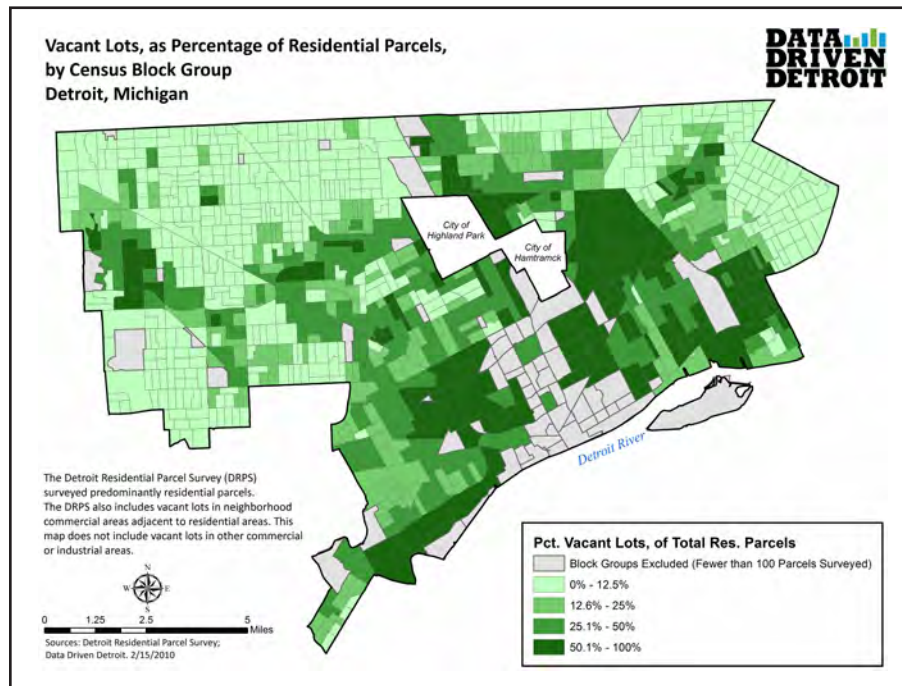 Vacant Lots, as Percentage of Residential Parcels,
by Census Block Group
Detroit, Michigan
DATA
DRIVEN
DETROIT
City of
Highland Park
City of
Hamtramck
Detroit River
The Detroit Residential Parcel Survey (DRPS)
surveyed predominantly residential parcels.
The DRPS also includes vacant lots in neighborhood
commercial areas adjacent to residential areas. This
map does not include vacant lots in other commercial
or industrial areas.
N
W E
S
0 1.25 2.5 5
Miles
Sources: Detroit Residential Parcel Survey;
Data Driven Detroit. 2/15/2010
Pct. Vacant Lots, of Total Res. Parcels
Block Groups Excluded (Fewer than 100 Parcels Surveyed)
0% - 12.5%
12.6% - 25%
25.1% - 50%
50.1% - 100%